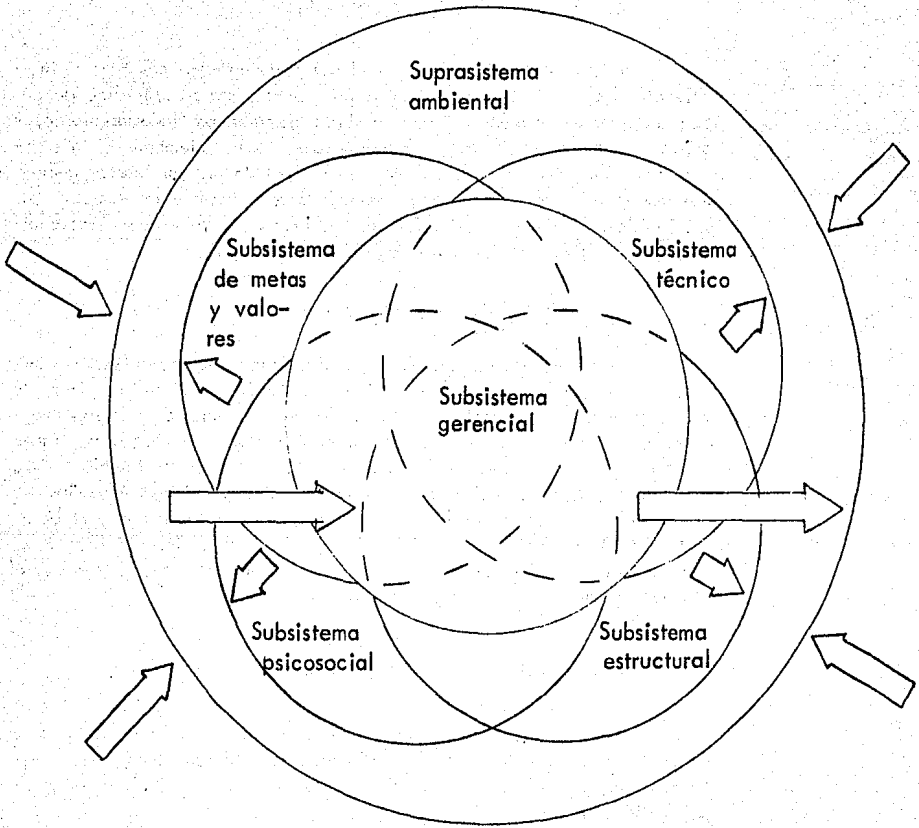 Suprasistema
ambiental
Subsistema
de metas
y valo-
res
Subsistema
técnico
Subsistema
gerencial
Subsistema
psicosocial
Subsistema
estructural